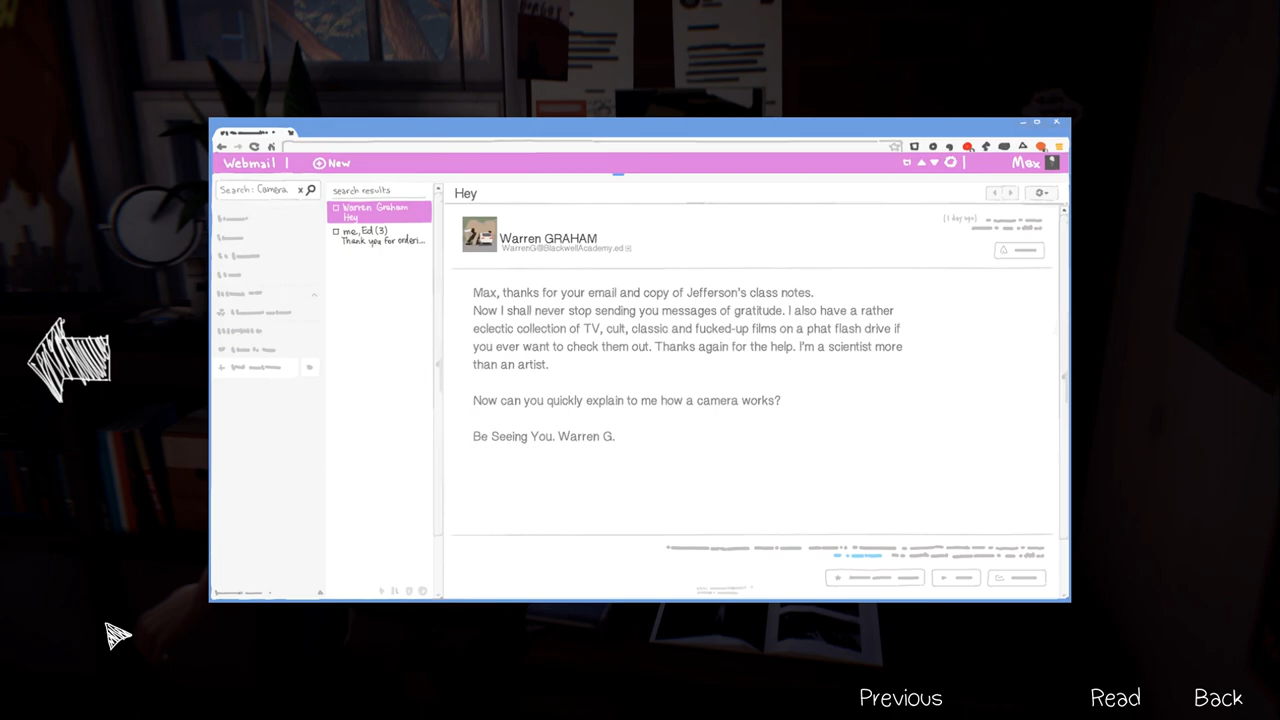 Webmail | + New
Max
Search: Camera x
search results
Warren Graham
Hey
me, Ed (3)
Thank you for orderi...
Hey
(1 day ago)
Warren GRAHAM
WarrenG@BlackwellAcademy.ed
Max, thanks for your email and copy of Jefferson's class notes.
Now I shall never stop sending you messages of gratitude. I also have a rather
eclectic collection of TV, cult, classic and fucked-up films on a phat flash drive if
you ever want to check them out. Thanks again for the help. I'm a scientist more
than an artist.
Now can you quickly explain to me how a camera works?
Be Seeing You. Warren G.
Previous
Read
Back